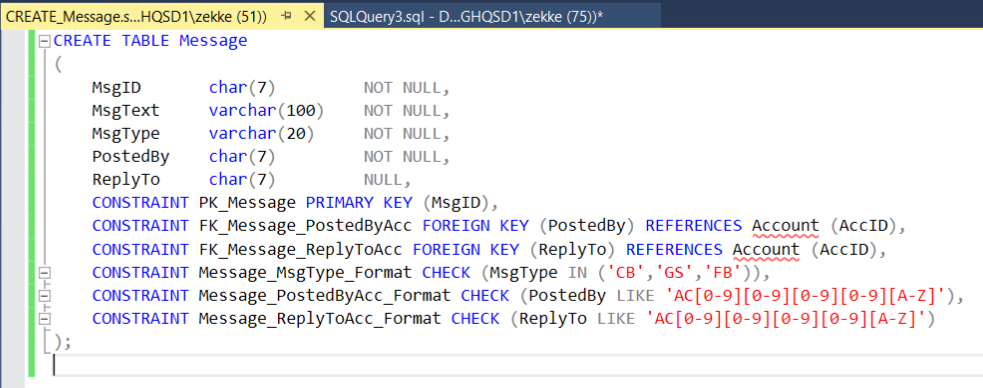 CREATE_Message.s...HQSD1\zekke (51)) SQLQuery3.sql - D...GHQSD1\zekke (75))*
CREATE TABLE Message
(
MsgID char(7) NOT NULL,
MsgText varchar(100) NOT NULL,
MsgType varchar(20) NOT NULL,
PostedBy char(7) NOT NULL,
ReplyTo char(7) NULL,
CONSTRAINT PK_Message PRIMARY KEY (MsgID),
CONSTRAINT FK_Message_PostedByAcc FOREIGN KEY (PostedBy) REFERENCES Account (AccID),
CONSTRAINT FK_Message_ReplyToAcc FOREIGN KEY (ReplyTo) REFERENCES Account (AccID),
CONSTRAINT Message_MsgType_Format CHECK (MsgType IN ('CB','GS','FB')),
CONSTRAINT Message_PostedByAcc_Format CHECK (PostedBy LIKE 'AC[0-9][0-9][0-9][0-9][A-Z]'),
CONSTRAINT Message_ReplyToAcc_Format CHECK (ReplyTo LIKE 'AC[0-9][0-9][0-9][0-9][A-Z]')
);